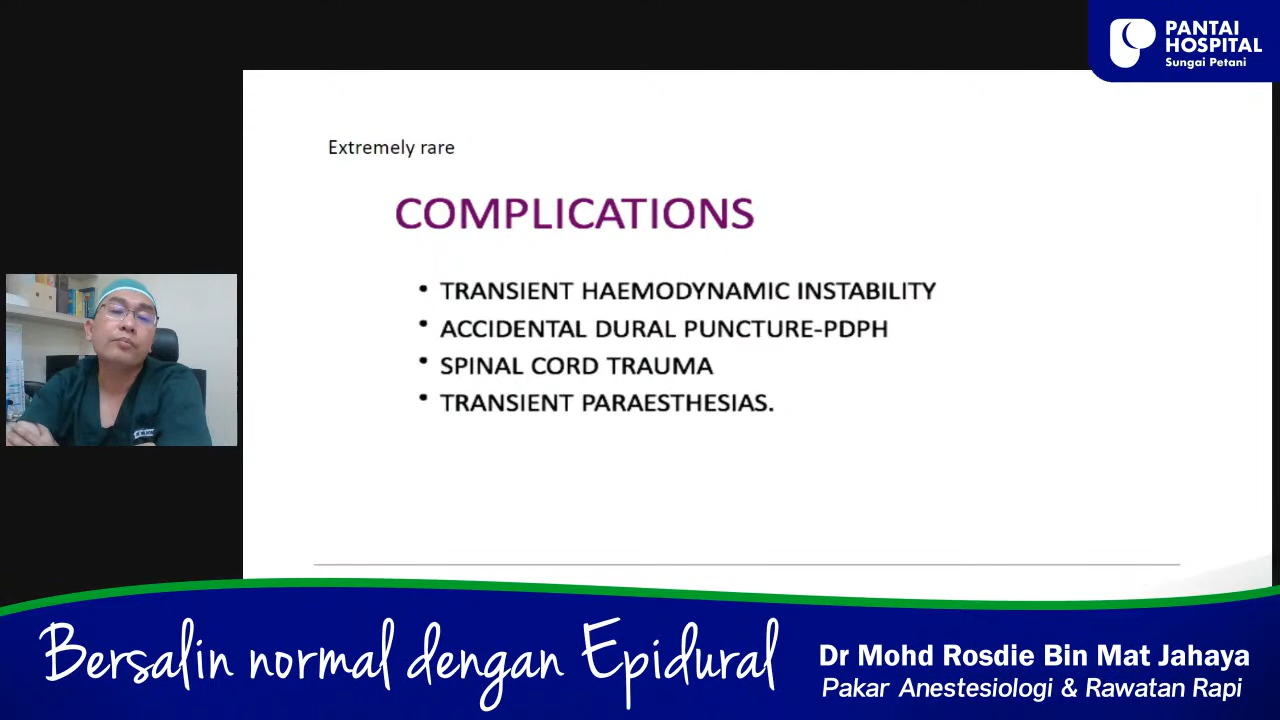 PANTAI
HOSPITAL
Sungai Petani
Extremely rare
COMPLICATIONS
• TRANSIENT HAEMODYNAMIC INSTABILITY
• ACCIDENTAL DURAL PUNCTURE-PDPH
• SPINAL CORD TRAUMA
• TRANSIENT PARAESTHESIAS.
Bersalin normal dengan Epidural
Dr Mohd Rosdie Bin Mat Jahaya
Pakar Anestesiologi & Rawatan Rapi